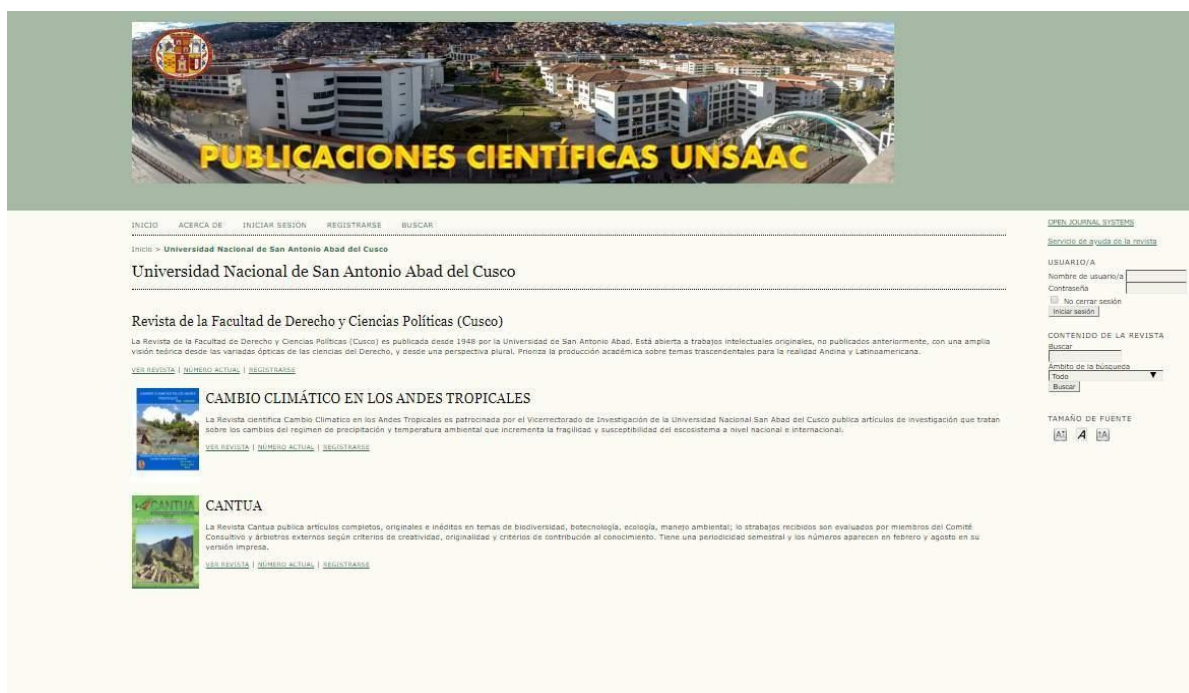 PUBLICACIONES CIENTÍFICAS UNSAAC
INICIO ACERCA DE INICIAR SESIÓN REGISTRARSE BUSCAR
Inicio > Universidad Nacional de San Antonio Abad del Cusco
Universidad Nacional de San Antonio Abad del Cusco
Revista de la Facultad de Derecho y Ciencias Políticas (Cusco)
La Revista de la Facultad de Derecho y Ciencias Políticas (Cusco) es publicada desde 1948 por la Universidad de San Antonio Abad. Está abierta a trabajos intelectuales originales, no publicados anteriormente, con una amplia
visión teórica desde las variadas ópticas de las ciencias del Derecho, y desde una perspectiva plural. Prioriza la producción académica sobre temas trascendentales para la realidad Andina y Latinoamericana.
VER REVISTA | NÚMERO ACTUAL | REGISTRARSE
CAMBIO CLIMÁTICO EN LOS ANDES TROPICALES
La Revista cientifica Cambio Climatico en los Andes Tropicales es patrocinada por el Vicerrectorado de Investigación de la Universidad Nacional San Abad del Cusco publica artículos de investigación que tratan
sobre los cambios del regimen de precipitación y temperatura ambiental que incrementa la fragilidad y susceptibilidad del escosistema a nivel nacional e internacional.
VER REVISTA | NÚMERO ACTUAL | REGISTRARSE
CANTUA
CANTUA
La Revista Cantua publica artículos completos, originales e inéditos en temas de biodiversidad, botecnología, ecología, manejo ambiental; lo strabajos recibidos son evaluados por miembros del Comité
Consultivo y árbiotros externos según criterios de creatividad, originalidad y critérios de contribución al conocimiento. Tiene una periodicidad semestral y los números aparecen en febrero y agosto en su
versión impresa.
VER REVISTA | NÚMERO ACTUAL | REGISTRARSE
OPEN JOURNAL SYSTEMS
Servicio de ayuda de la revista
USUARIO/A
Nombre de usuario/a
Contraseña
No cerrar sesión
Iniciar sesión
CONTENIDO DE LA REVISTA
Buscar
Ámbito de la búsqueda
Todo
Buscar
TAMAÑO DE FUENTE
A A A